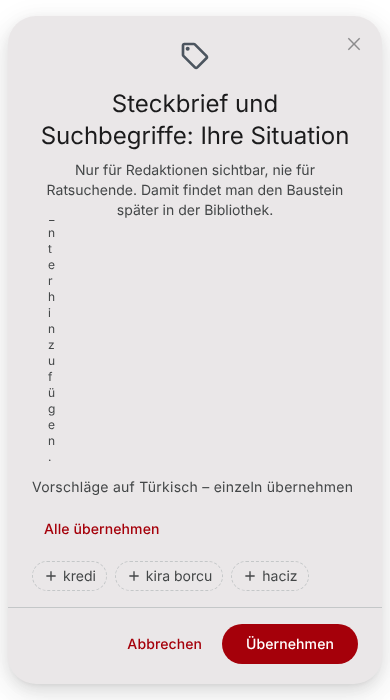 Steckbrief und
Suchbegriffe: Ihre Situation
Nur für Redaktionen sichtbar, nie für
Ratsuchende. Damit findet man den Baustein
später in der Bibliothek.
n
t
e
r
h
i
n
z
u
f
ü
g
e
n
.
Vorschläge auf Türkisch – einzeln übernehmen
Alle übernehmen
+ kredi + kira borcu + haciz
Abbrechen Übernehmen